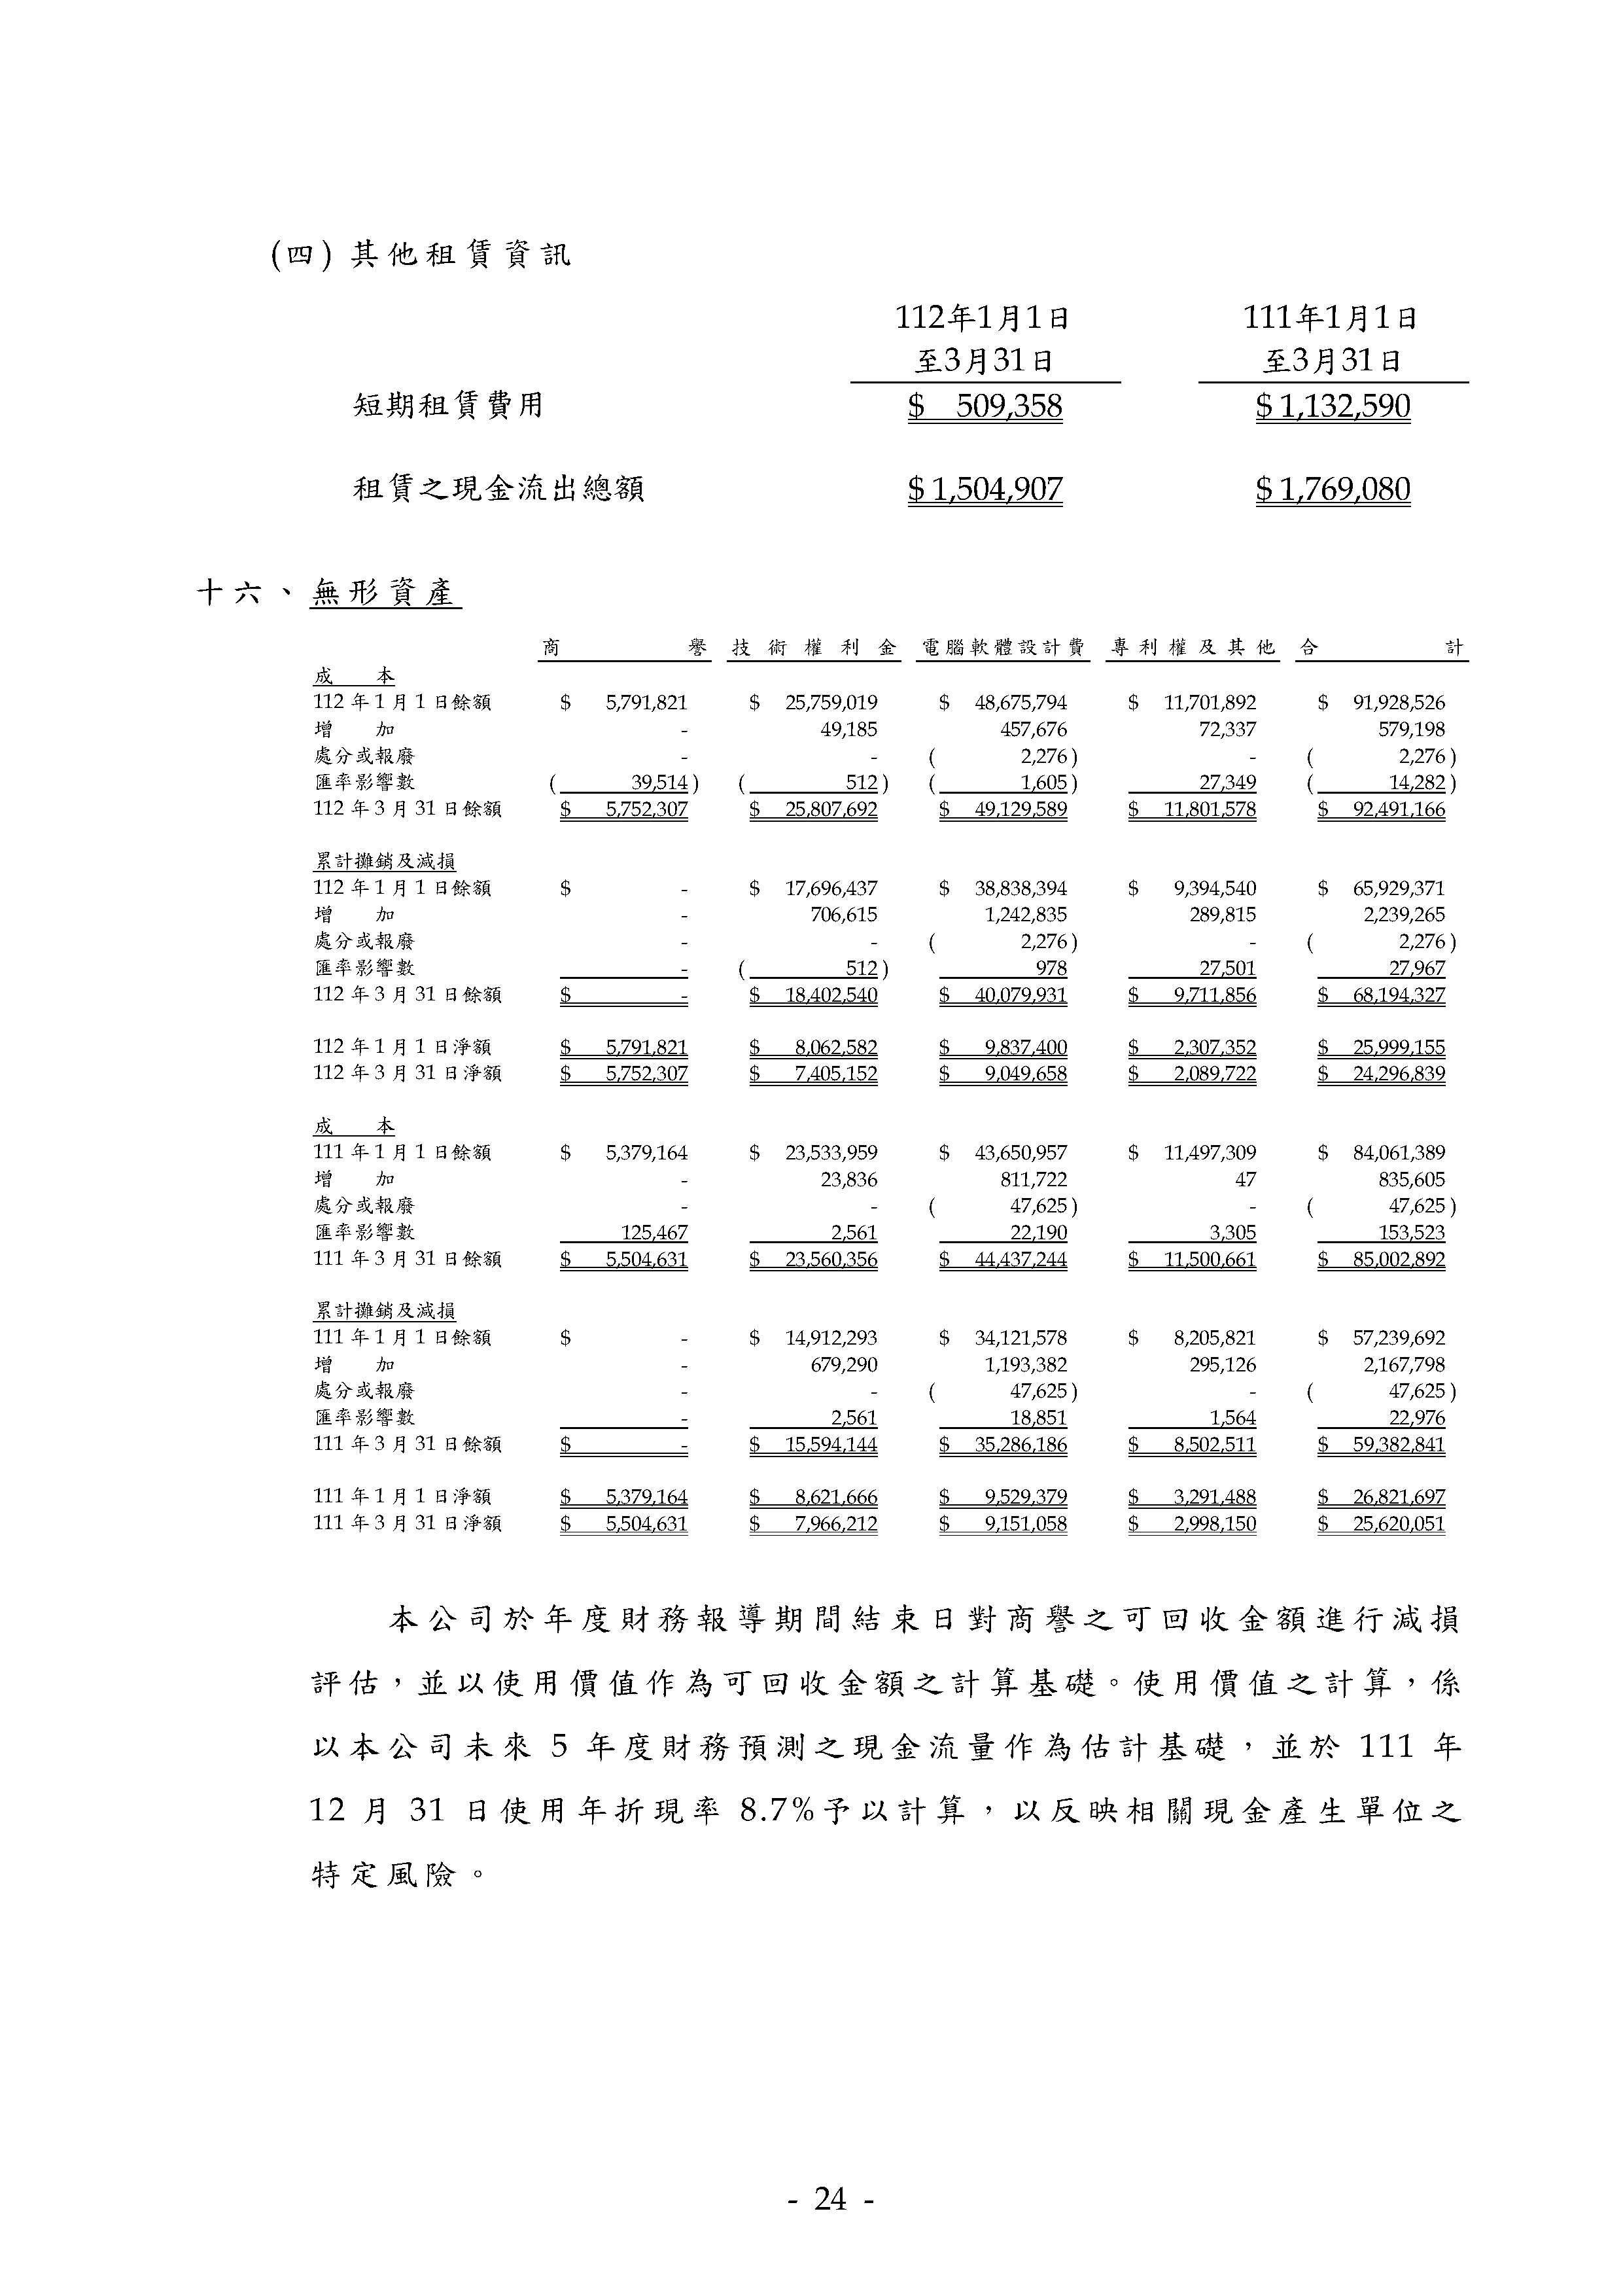 (四) 其他租賃資訊
112年1月1日 111年1月1日
至3月31日 至3月31日
短期租賃費用 $ 509,358 $ 1,132,590
租賃之現金流出總額 $ 1,504,907 $ 1,769,080
十六、無形資產
商譽 技術權利金 電腦軟體設計費 專利權及其他 合計
成本
112 年 1 月 1 日餘額 $ 5,791,821 $ 25,759,019 $ 48,675,794 $ 11,701,892 $ 91,928,526
增加 - 49,185 457,676 72,337 579,198
處分或報廢 - - ( 2,276) - ( 2,276)
匯率影響數 ( 39,514) ( 512) ( 1,605) 27,349 ( 14,282)
112 年 3 月 31 日餘額 $ 5,752,307 $ 25,807,692 $ 49,129,589 $ 11,801,578 $ 92,491,166
累計攤銷及減損
112 年 1 月 1 日餘額 $ - $ 17,696,437 $ 38,838,394 $ 9,394,540 $ 65,929,371
增加 - 706,615 1,242,835 289,815 2,239,265
處分或報廢 - - ( 2,276) - ( 2,276)
匯率影響數 - ( 512) 978 27,501 27,967
112 年 3 月 31 日餘額 $ - $ 18,402,540 $ 40,079,931 $ 9,711,856 $ 68,194,327
112 年 1 月 1 日淨額 $ 5,791,821 $ 8,062,582 $ 9,837,400 $ 2,307,352 $ 25,999,155
112 年 3 月 31 日淨額 $ 5,752,307 $ 7,405,152 $ 9,049,658 $ 2,089,722 $ 24,296,839
成本
111 年 1 月 1 日餘額 $ 5,379,164 $ 23,533,959 $ 43,650,957 $ 11,497,309 $ 84,061,389
增加 - 23,836 811,722 47 835,605
處分或報廢 - - ( 47,625) - ( 47,625)
匯率影響數 125,467 2,561 22,190 3,305 153,523
111 年 3 月 31 日餘額 $ 5,504,631 $ 23,560,356 $ 44,437,244 $ 11,500,661 $ 85,002,892
累計攤銷及減損
111 年 1 月 1 日餘額 $ - $ 14,912,293 $ 34,121,578 $ 8,205,821 $ 57,239,692
增加 - 679,290 1,193,382 295,126 2,167,798
處分或報廢 - - ( 47,625) - ( 47,625)
匯率影響數 - 2,561 18,851 1,564 22,976
111 年 3 月 31 日餘額 $ - $ 15,594,144 $ 35,286,186 $ 8,502,511 $ 59,382,841
111 年 1 月 1 日淨額 $ 5,379,164 $ 8,621,666 $ 9,529,379 $ 3,291,488 $ 26,821,697
111 年 3 月 31 日淨額 $ 5,504,631 $ 7,966,212 $ 9,151,058 $ 2,998,150 $ 25,620,051
本公司於年度財務報導期間結束日對商譽之可回收金額進行減損
評估，並以使用價值作為可回收金額之計算基礎。使用價值之計算，係
以本公司未來 5 年度財務預測之現金流量作為估計基礎，並於 111 年
12 月 31 日使用年折現率 8.7%予以計算，以反映相關現金產生單位之
特定風險。
- 24 -